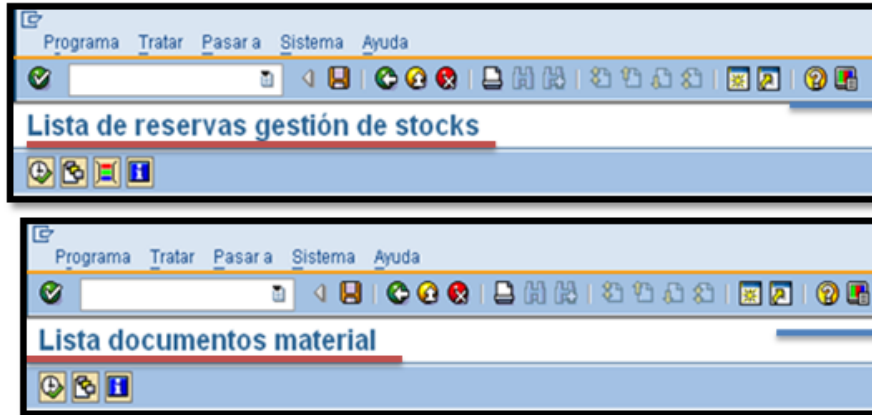 Programa Tratar Pasar a Sistema Ayuda
Lista de reservas gestión de stocks
Programa Tratar Pasar a Sistema Ayuda
Lista documentos material